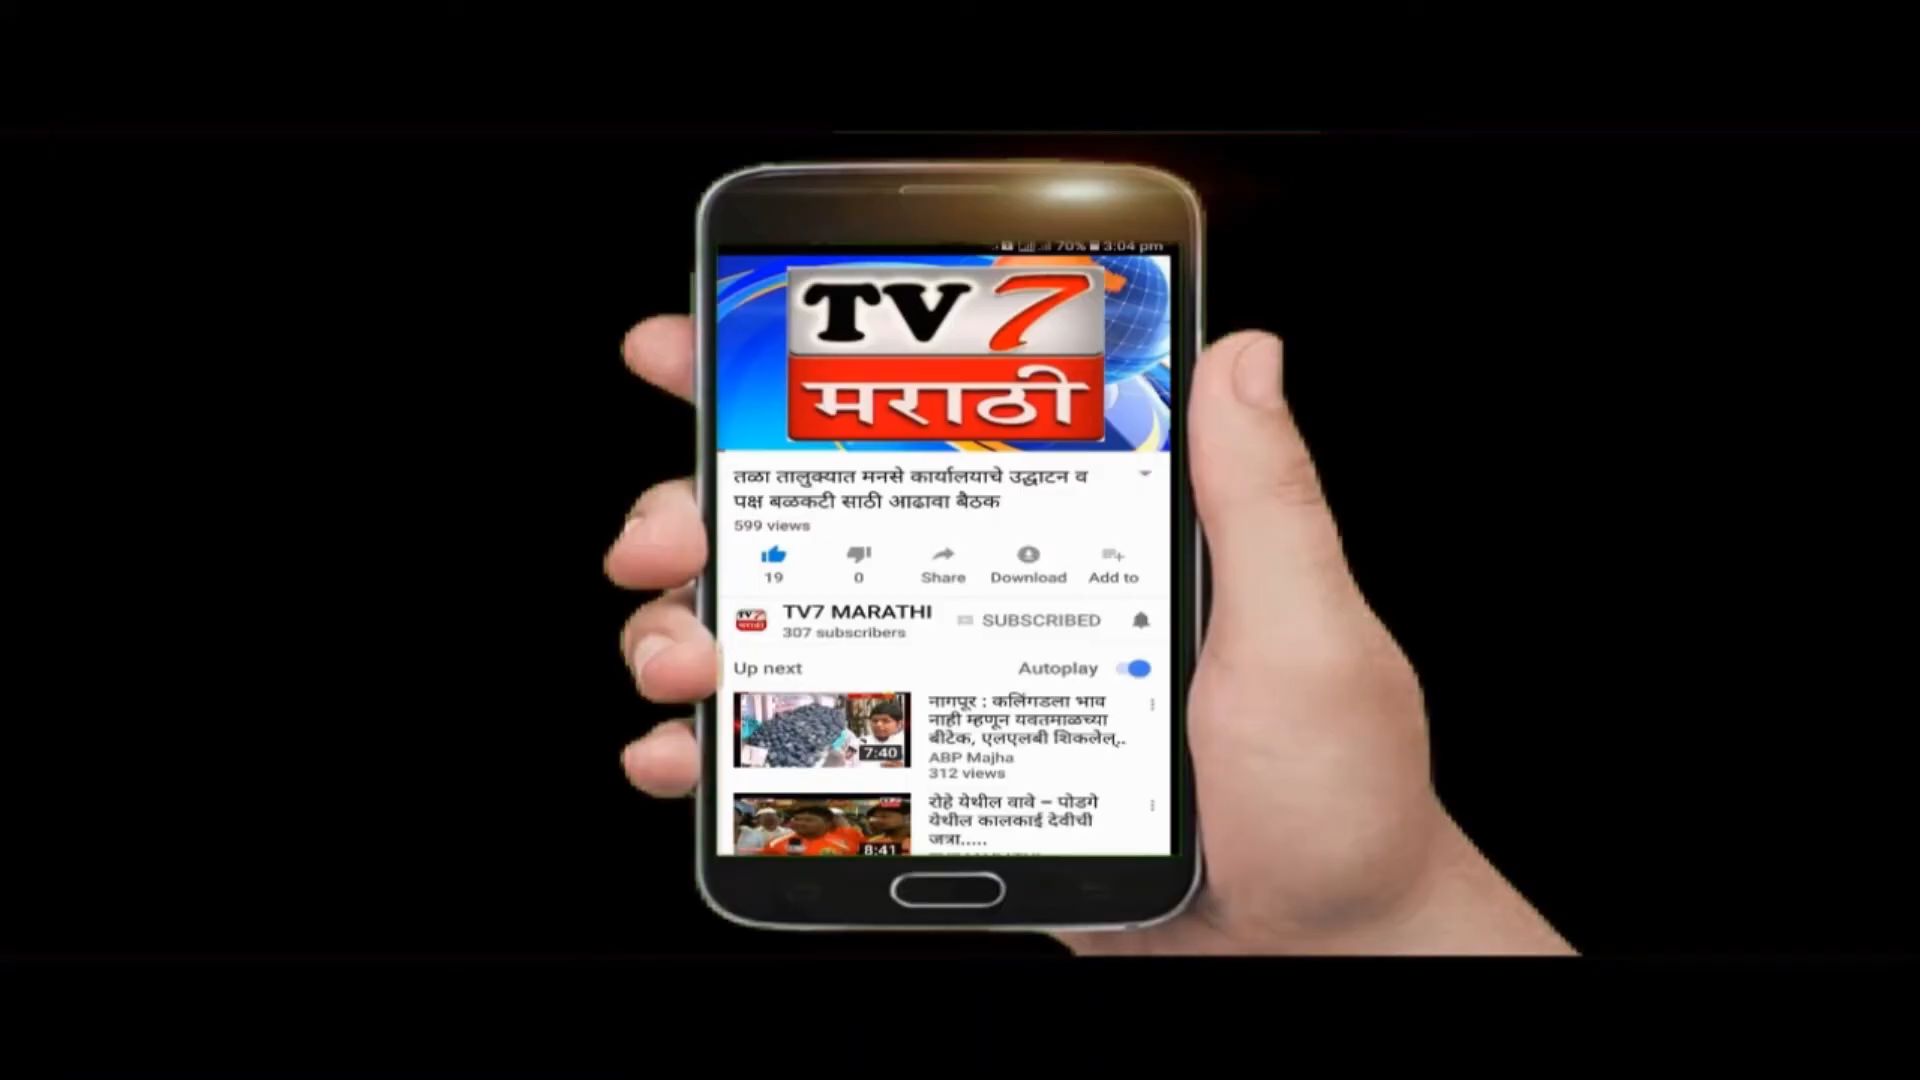 70% 3:04 pm
TV 7
मराठी
तळा तालुक्यात मनसे कार्यालयाचे उद्घाटन व
पक्ष बळकटी साठी आढावा बैठक
599 views
19 0 Share Download Add to
TV7 MARATHI
SUBSCRIBED
307 subscribers
Up next Autoplay
नागपूर : कलिंगडला भाव
नाही म्हणून यवतमाळच्या
बीटेक, एलएलबी शिकलेल्..
ABP Majha
312 views
7:40
रोहे येथील वावे – पोडगे
येथील कालकाई देवीची
जत्रा.....
8:41